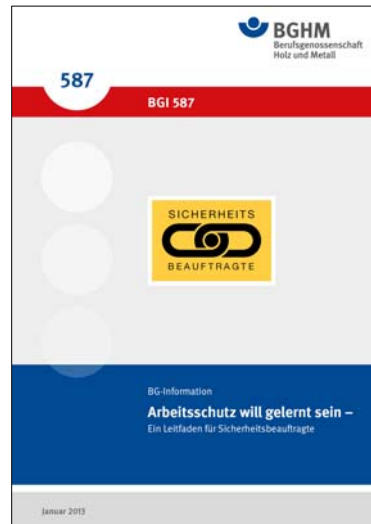 BGHM
Berufsgenossenschaft
Holz und Metall
587
BGI 587
SICHERHEITS
BEAUFTRAGTE
BG-Information
Arbeitsschutz will gelernt sein –
Ein Leitfaden für Sicherheitsbeauftragte
Januar 2013